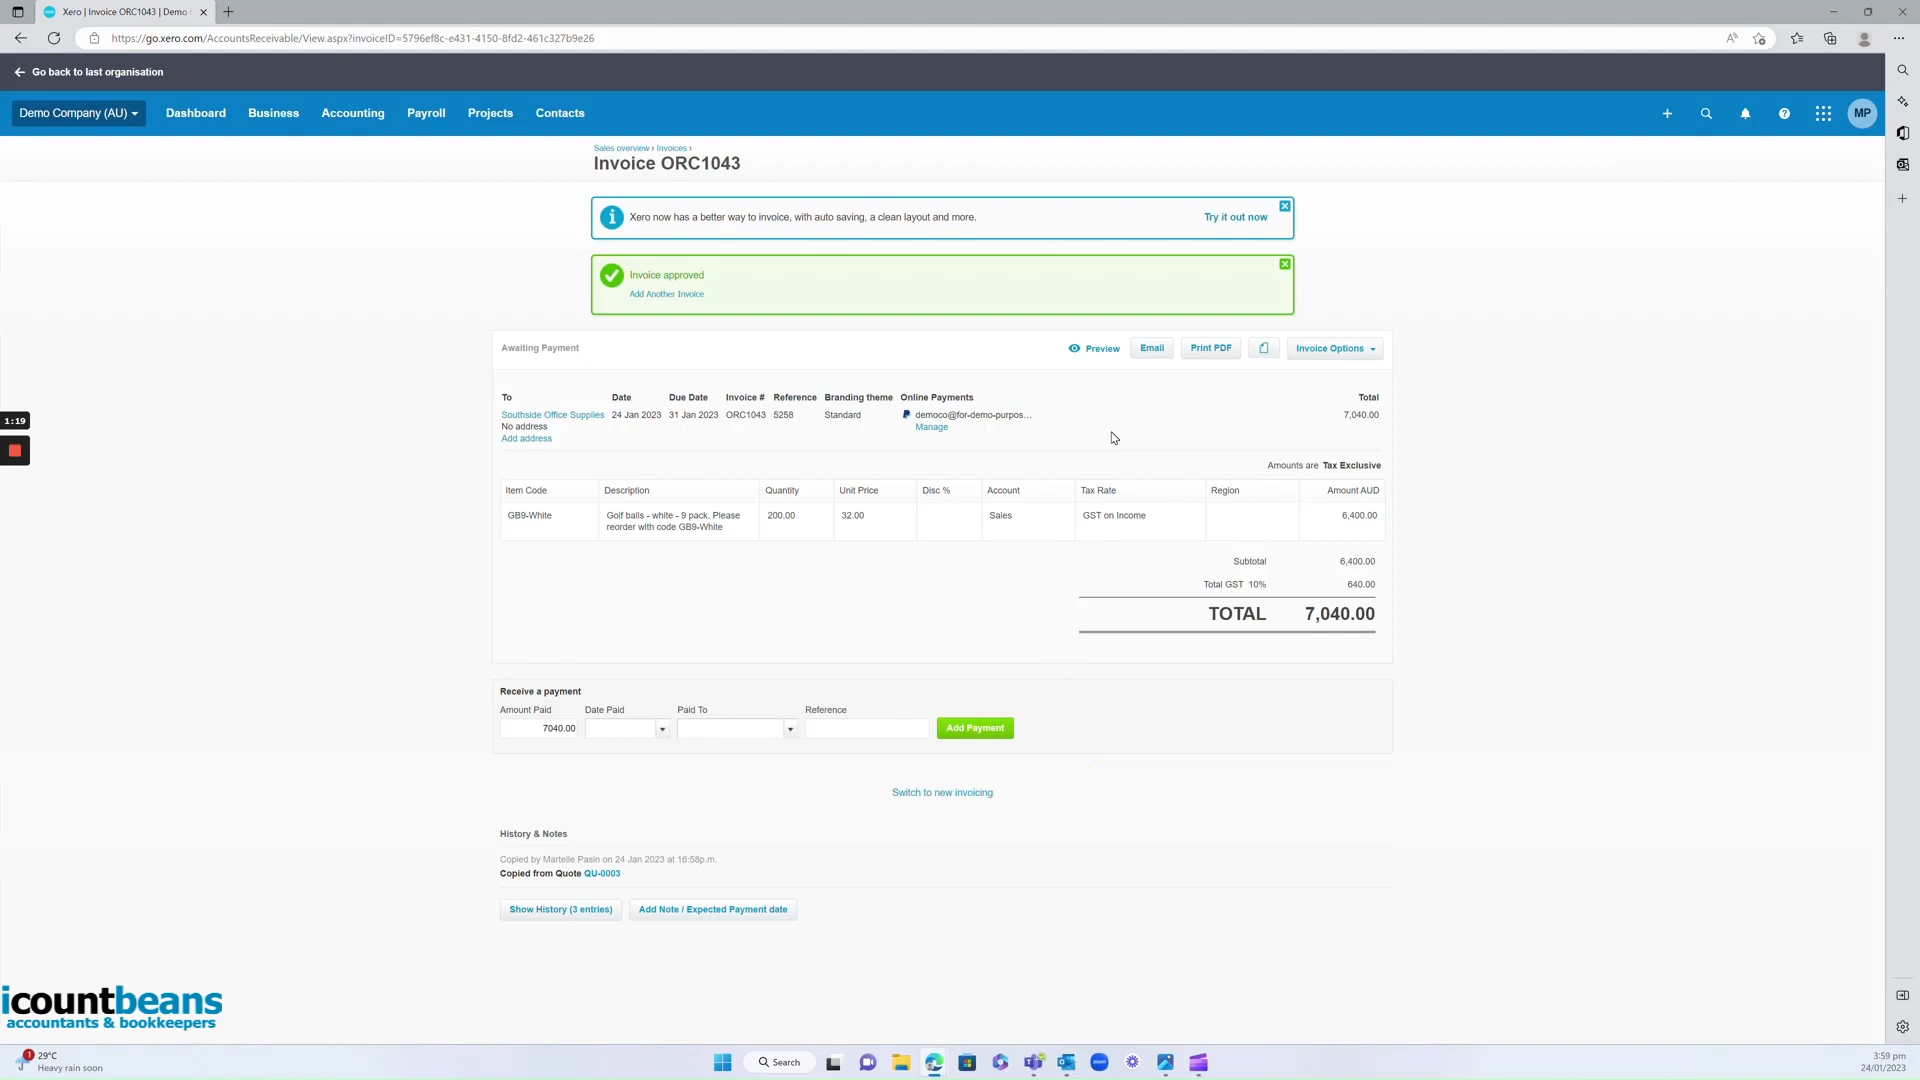 Xero | Invoice ORC1043 | Demo
https://go.xero.com/AccountsReceivable/View.aspx?invoiceID=5796ef8c-e431-4150-8fd2-461c327b9e26
Go back to last organisation
Demo Company (AU) Dashboard Business Accounting Payroll Projects Contacts MP
Sales overview › Invoices ›
Invoice ORC1043
Xero now has a better way to invoice, with auto saving, a clean layout and more. Try it out now
Invoice approved
Add Another Invoice
Awaiting Payment Preview Email Print PDF Invoice Options
To Date Due Date Invoice # Reference Branding theme Online Payments Total
Southside Office Supplies 24 Jan 2023 31 Jan 2023 ORC1043 5258 Standard democo@for-demo-purpos... 7,040.00
No address Manage
Add address
1:19
Amounts are Tax Exclusive
Item Code Description Quantity Unit Price Disc % Account Tax Rate Region Amount AUD
GB9-White Golf balls - white - 9 pack. Please 200.00 32.00 Sales GST on Income 6,400.00
reorder with code GB9-White
Subtotal 6,400.00
Total GST 10% 640.00
TOTAL 7,040.00
Receive a payment
Amount Paid Date Paid Paid To Reference
7040.00 Add Payment
Switch to new invoicing
History & Notes
Copied by Martelle Pasin on 24 Jan 2023 at 16:58p.m.
Copied from Quote QU-0003
Show History (3 entries) Add Note / Expected Payment date
icountbeans
accountants & bookkeepers
1 29°C
Heavy rain soon
Search
zoom
3:59 pm
24/01/2023